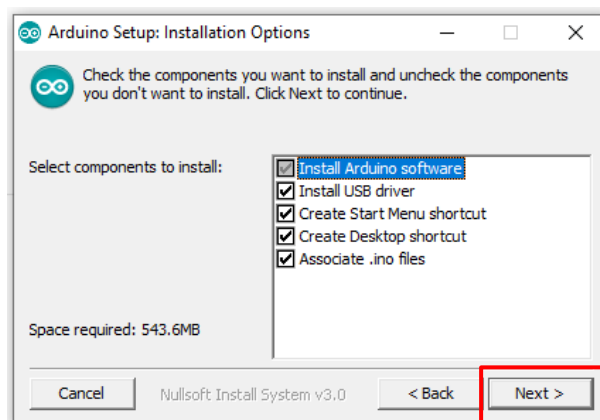 Arduino Setup: Installation Options
Check the components you want to install and uncheck the components
you don't want to install. Click Next to continue.
Select components to install:
Install Arduino software
Install USB driver
Create Start Menu shortcut
Create Desktop shortcut
Associate .ino files
Space required: 543.6MB
Cancel
Nullsoft Install System v3.0
< Back
Next >